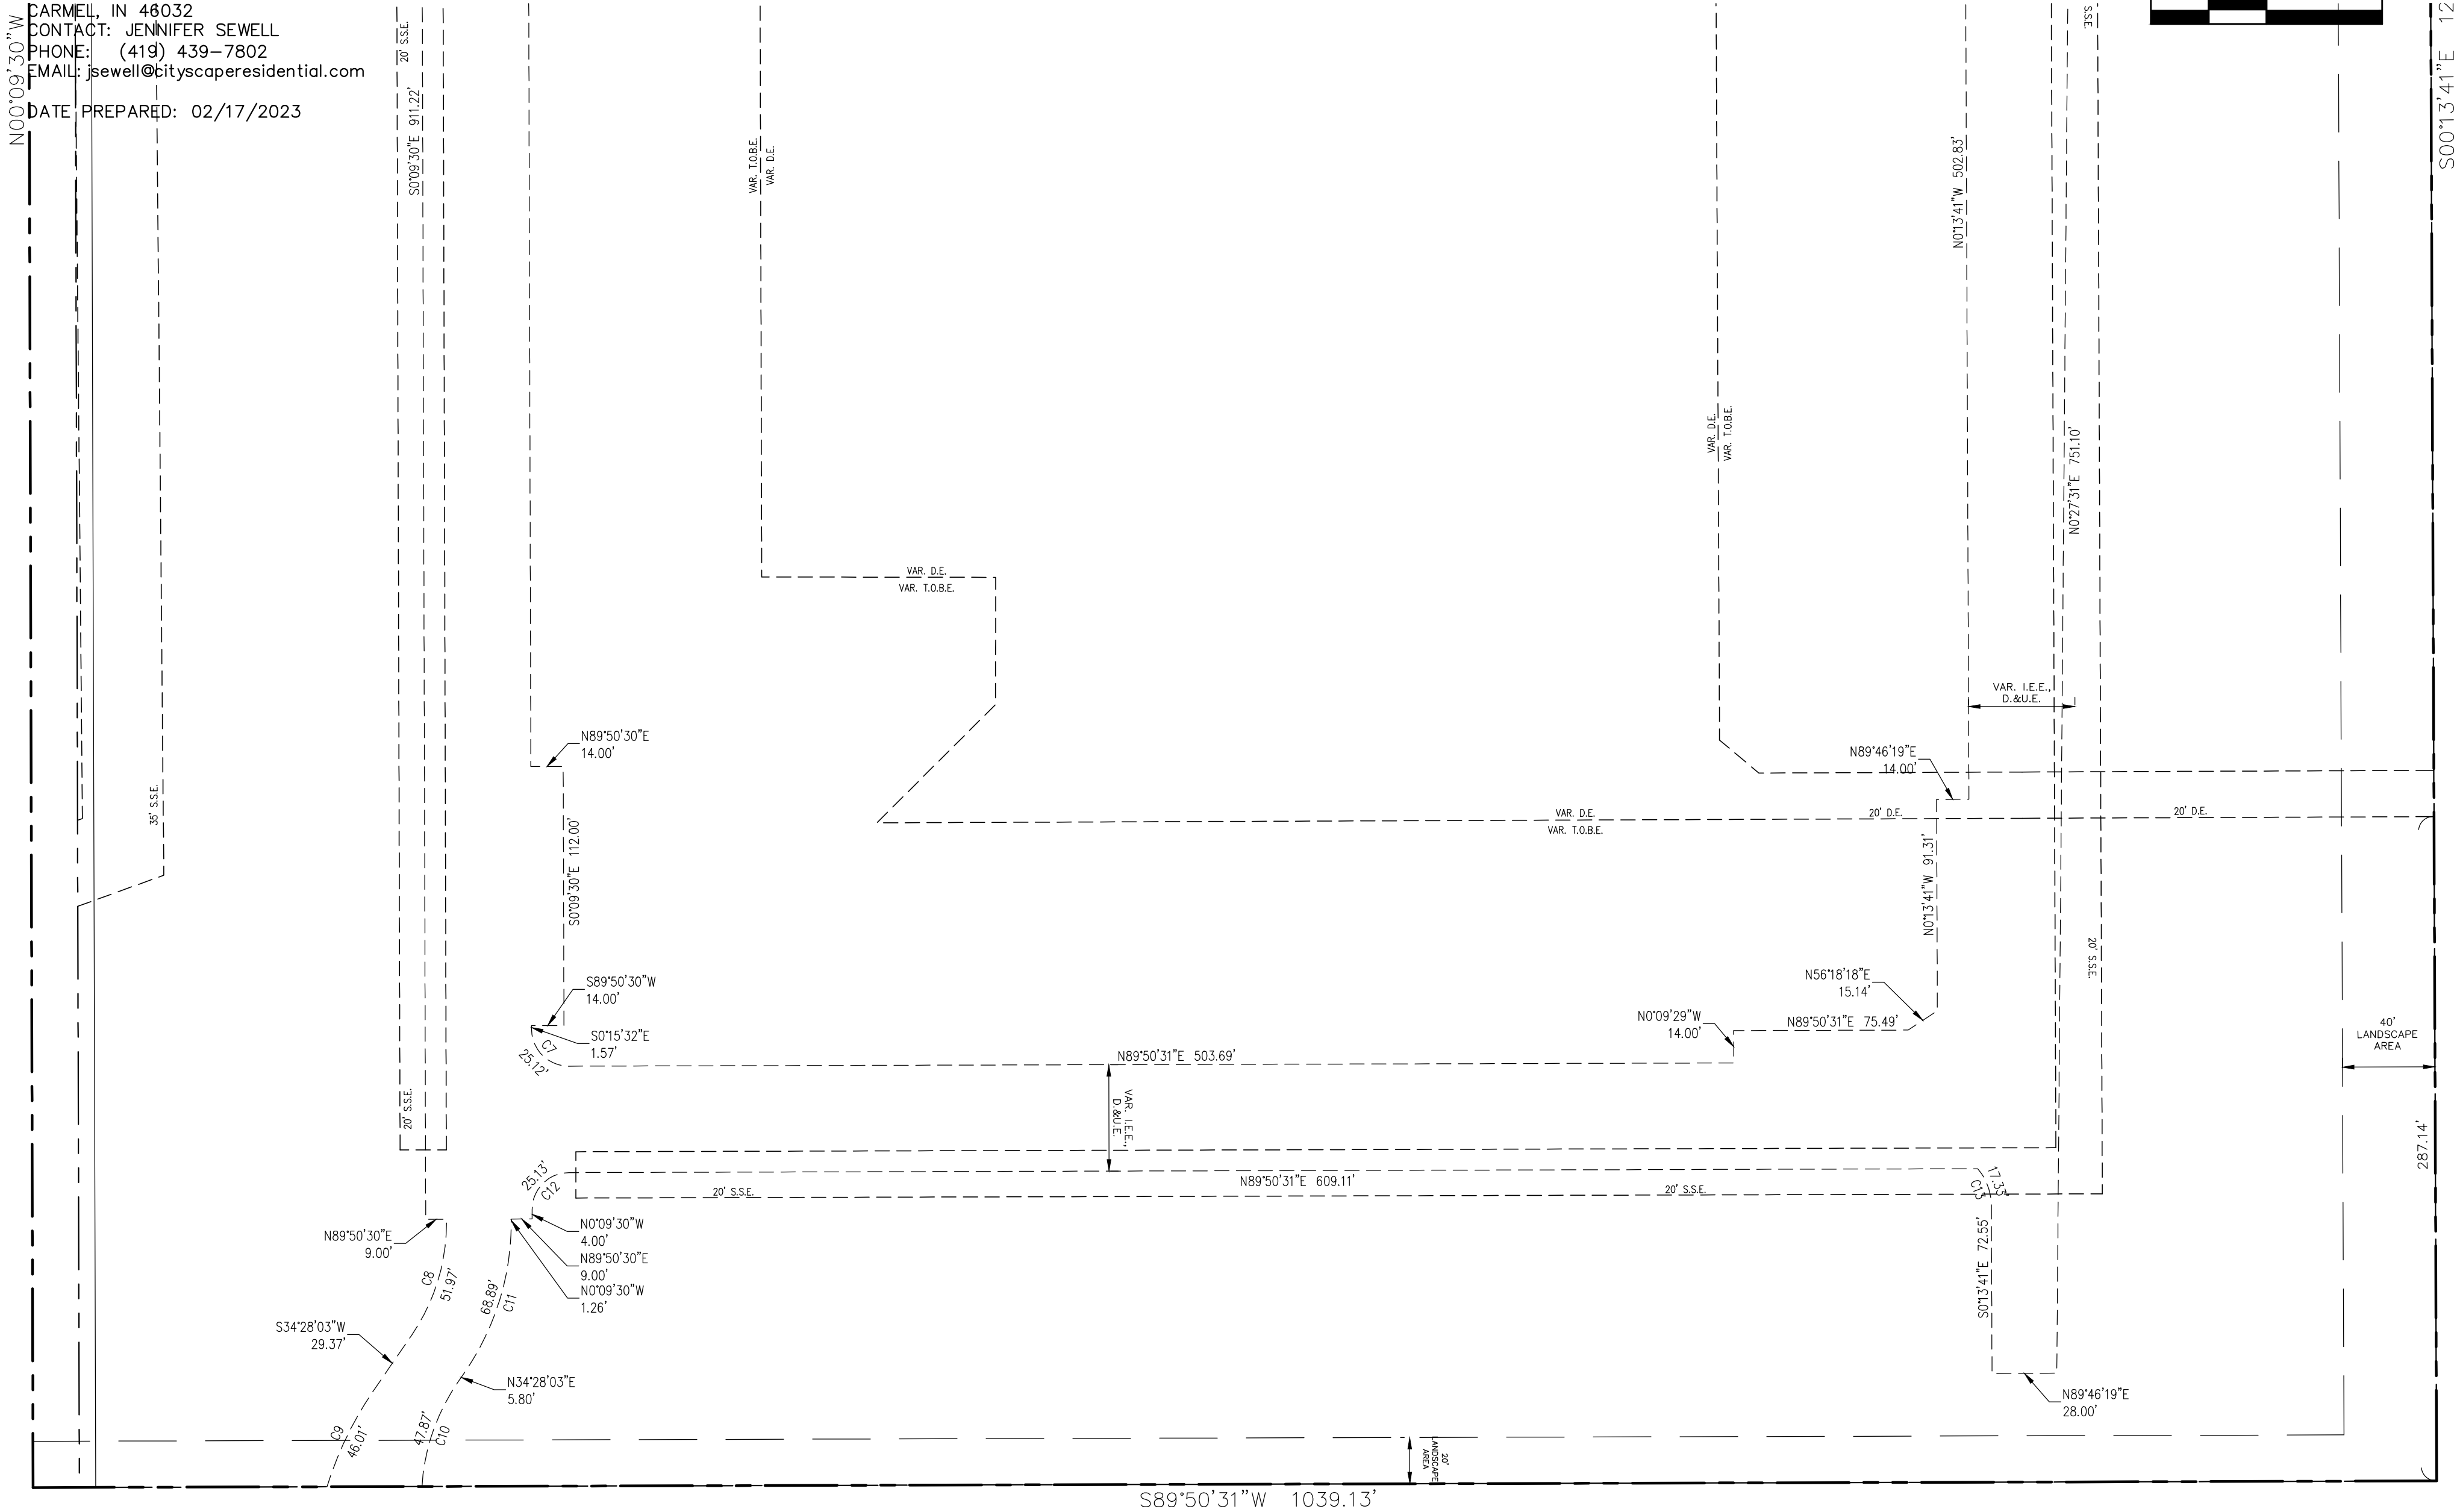 CARMEL, IN 46032
CONTACT: JENNIFER SEWELL
PHONE: (419) 439-7802
EMAIL: jsewell@cityscaperesidential.com
DATE PREPARED: 02/17/2023
N00°09'30"W
20' S.S.E.
S0°09'30"E 911.22'
VAR. T.O.B.E.
VAR. D.E.
N0°13'41"W 502.83'
S.S.E.
S00°13'41"E 12
VAR. D.E.
VAR. T.O.B.E.
N0°27'31"E 751.10'
VAR. D.E.
VAR. T.O.B.E.
VAR. I.E.E.,
D.&U.E.
N89°50'30"E
14.00'
N89°46'19"E
14.00'
35' S.S.E.
VAR. D.E.
VAR. T.O.B.E.
20' D.E.
20' D.E.
S0°09'30"E 112.00'
N0°13'41"W 91.31'
20' S.S.E.
S89°50'30"W
14.00'
N56°18'18"E
15.14'
S0°15'32"E
1.57'
C7
25.12'
N0°09'29"W
14.00'
N89°50'31"E 75.49'
40'
LANDSCAPE
AREA
N89°50'31"E 503.69'
VAR. I.E.E.,
D.&U.E.
20' S.S.E.
287.14'
25.13'
C12
N89°50'31"E 609.11'
20' S.S.E.
20' S.S.E.
17.33'
C13
N89°50'30"E
9.00'
N0°09'30"W
4.00'
N89°50'30"E
9.00'
N0°09'30"W
1.26'
S0°13'41"E 72.55'
C8
51.97'
68.89'
C11
S34°28'03"W
29.37'
N34°28'03"E
5.80'
N89°46'19"E
28.00'
C9
46.01'
47.87'
C10
20'
LANDSCAPE
AREA
S89°50'31"W 1039.13'